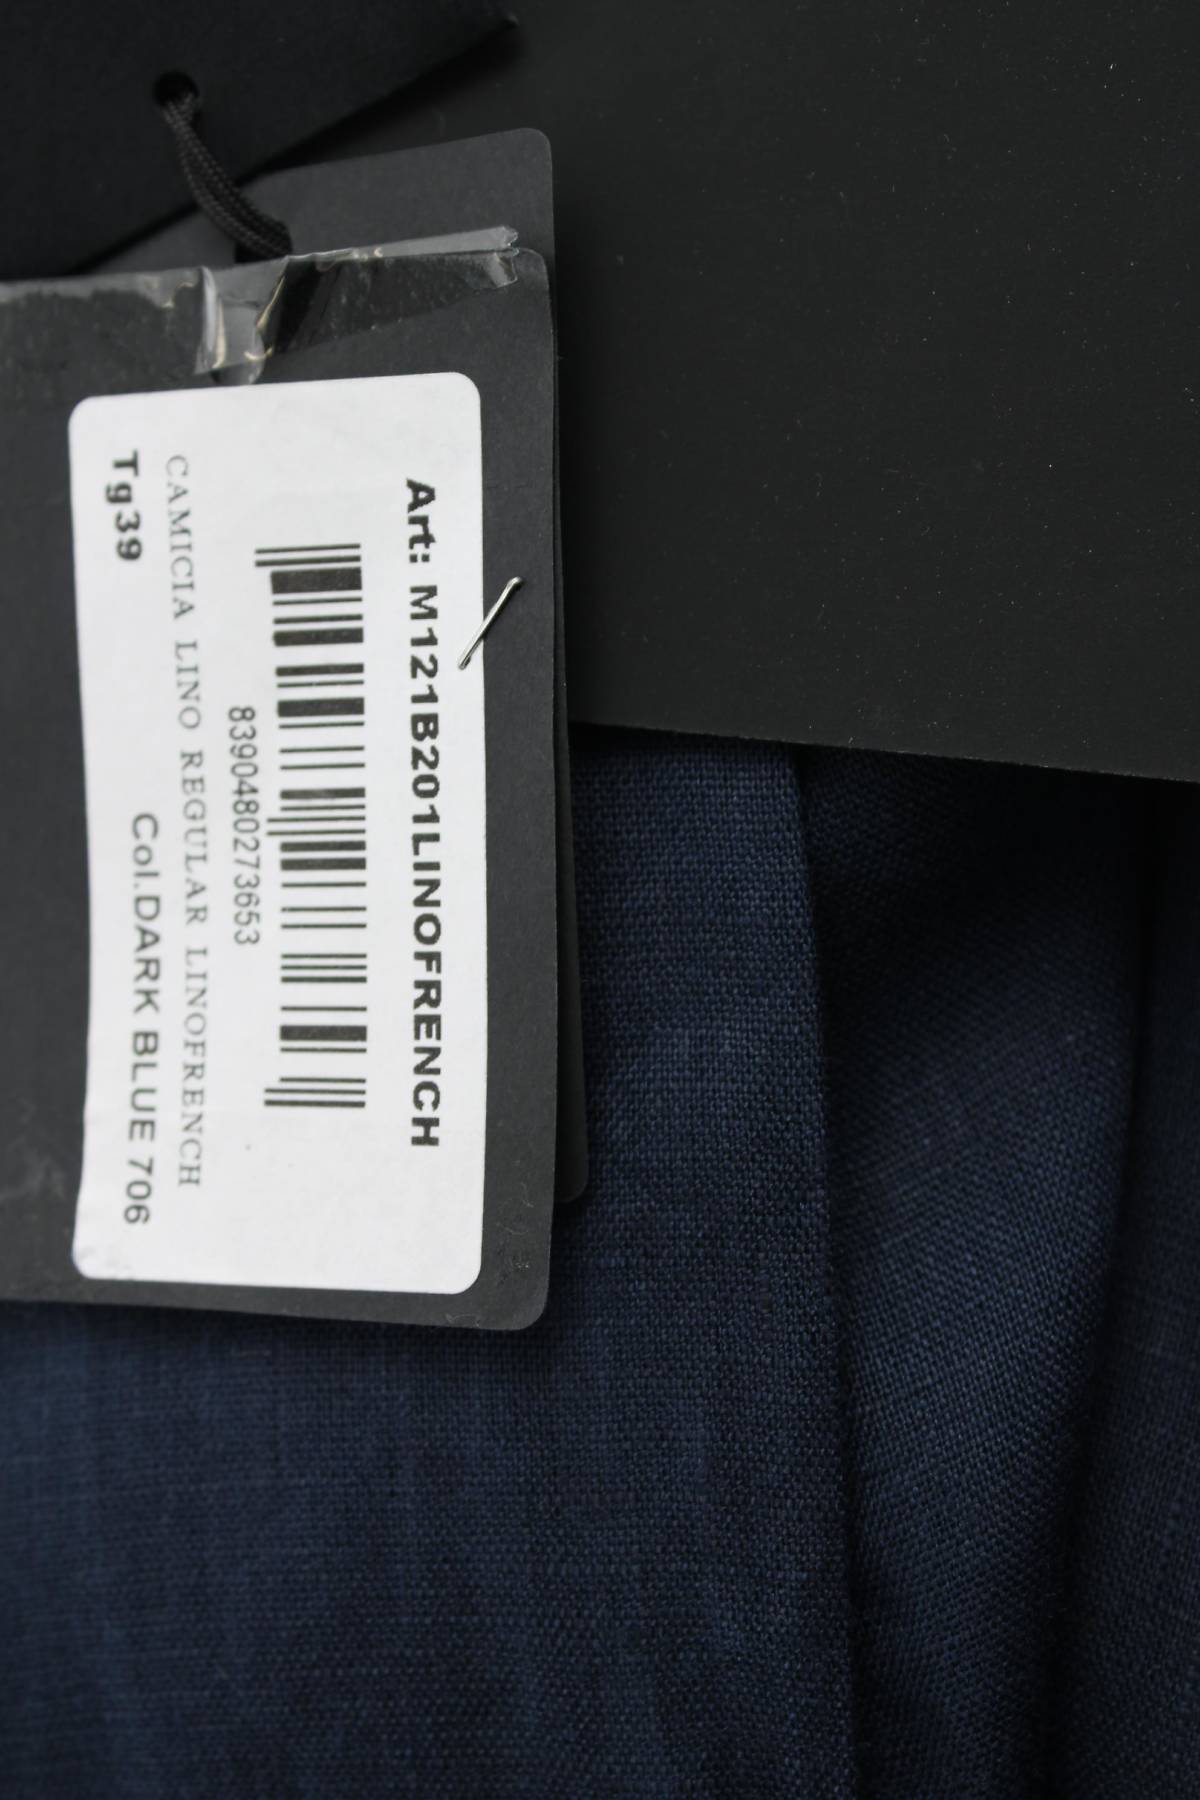 Art: M121B201LINOFRENCH
8390480273653
CAMICIA LINO REGULAR LINOFRENCH
Tg39 Col.DARK BLUE 706